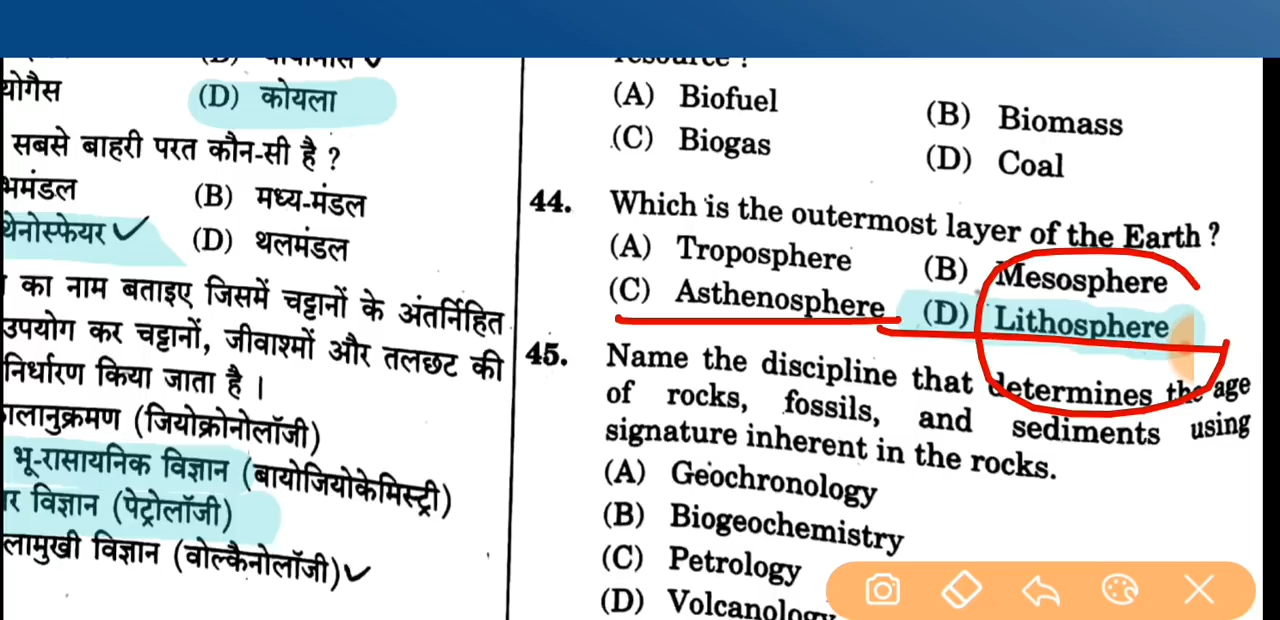 योगैस (D) कोयला
सबसे बाहरी परत कौन-सी है ?
भमंडल (B) मध्य-मंडल
थेनोस्फेयर (D) थलमंडल
का नाम बताइए जिसमें चट्टानों के अंतर्निहित
उपयोग कर चट्टानों, जीवाश्मों और तलछट की
निर्धारण किया जाता है ।
ालानुक्रमण (जियोक्रोनोलॉजी)
भू-रासायनिक विज्ञान (बायोजियोकेमिस्ट्री)
र विज्ञान (पेट्रोलॉजी)
लामुखी विज्ञान (वोल्कैनोलॉजी)
resource ?
(A) Biofuel (B) Biomass
(C) Biogas (D) Coal
44. Which is the outermost layer of the Earth ?
(A) Troposphere (B) Mesosphere
(C) Asthenosphere (D) Lithosphere
45. Name the discipline that determines the age
of rocks, fossils, and sediments using
signature inherent in the rocks.
(A) Geochronology
(B) Biogeochemistry
(C) Petrology
(D) Volcanology